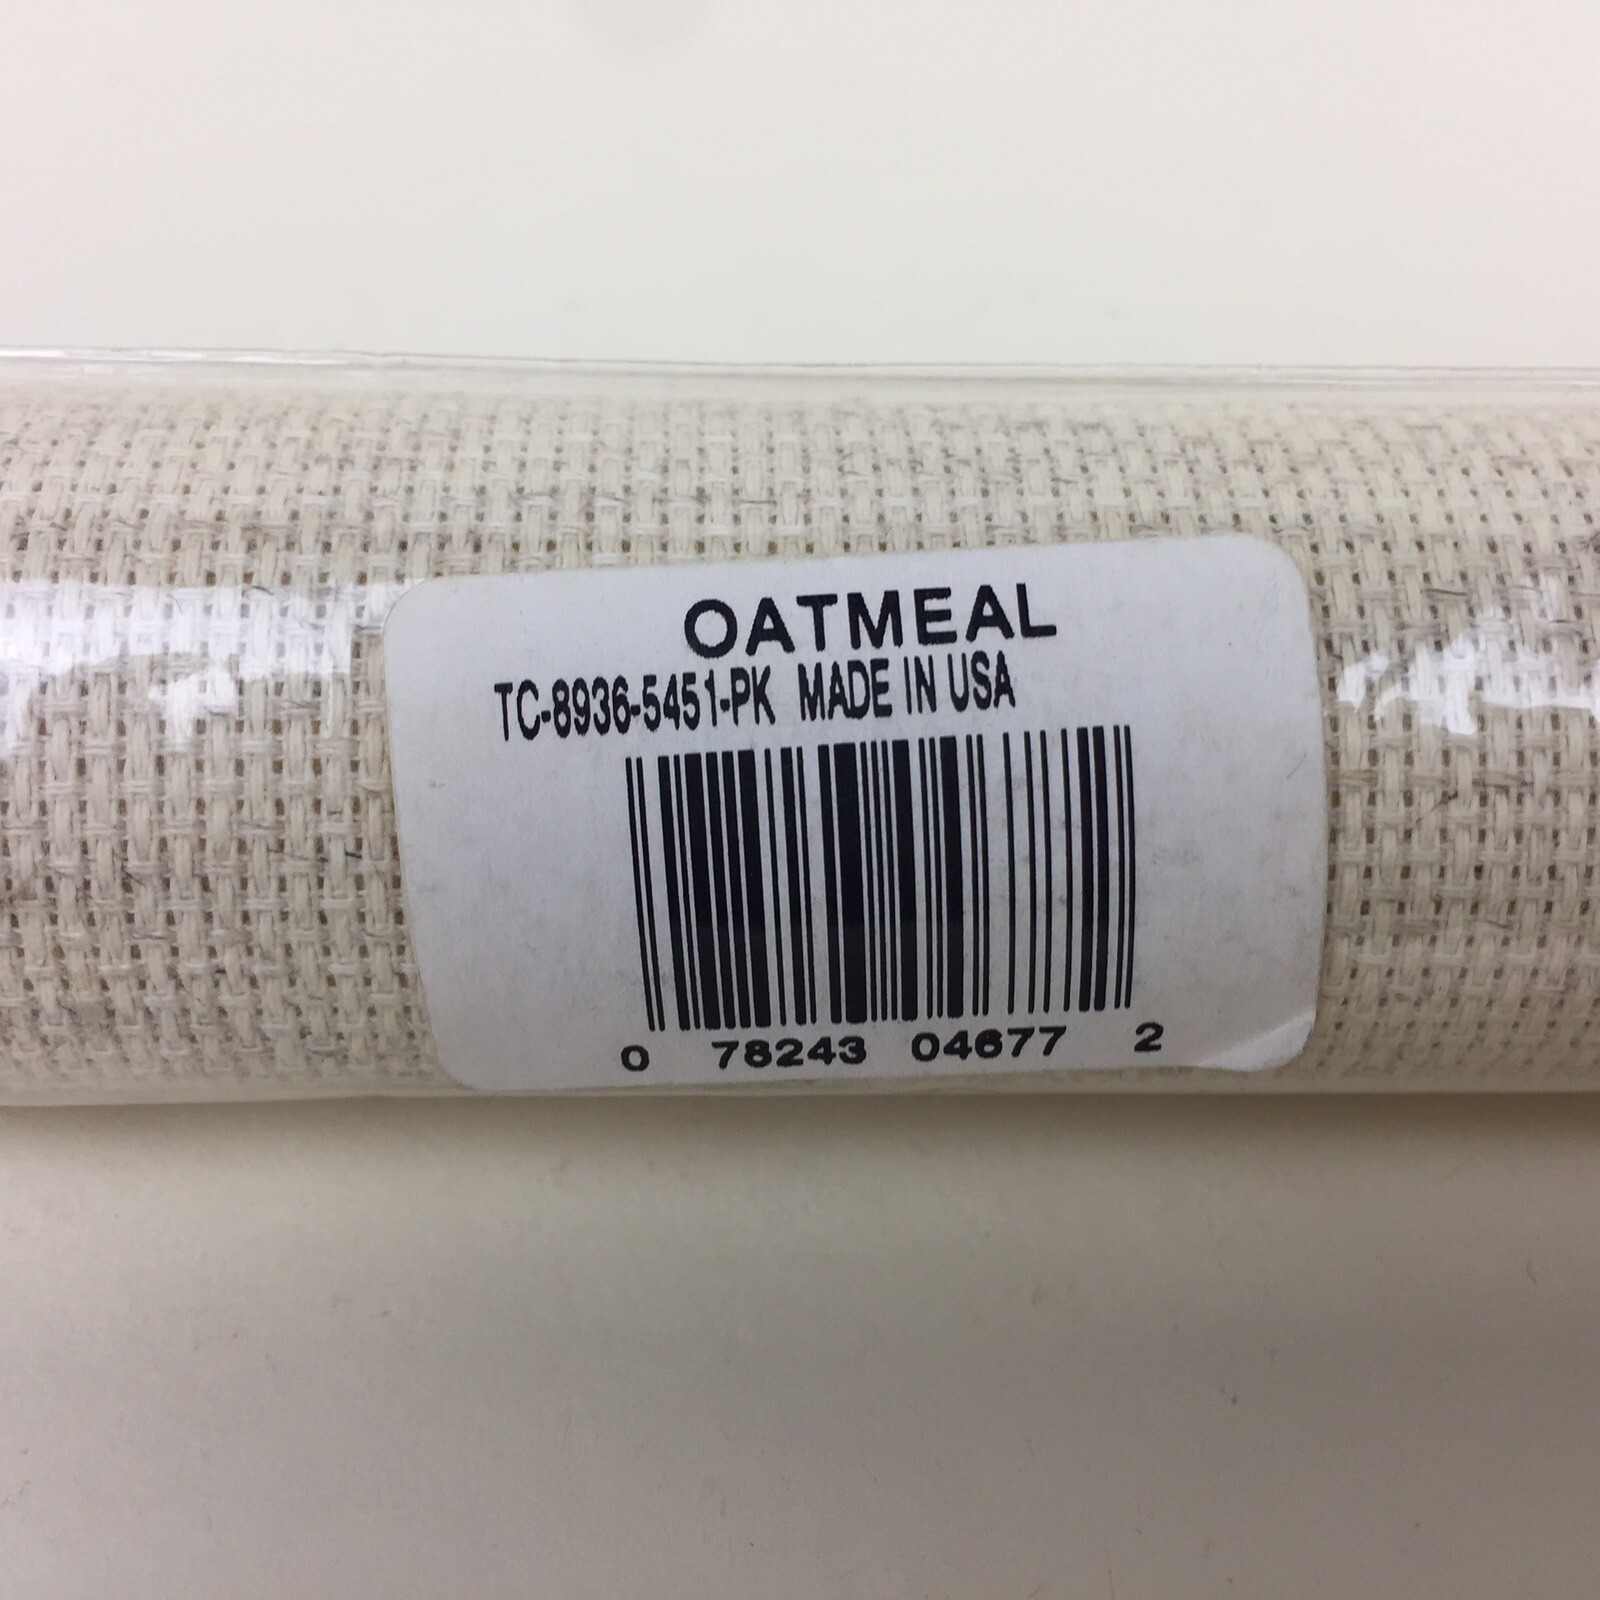 OATMEAL
TC-8936-5451-PK MADE IN USA
0 78243 04677 2